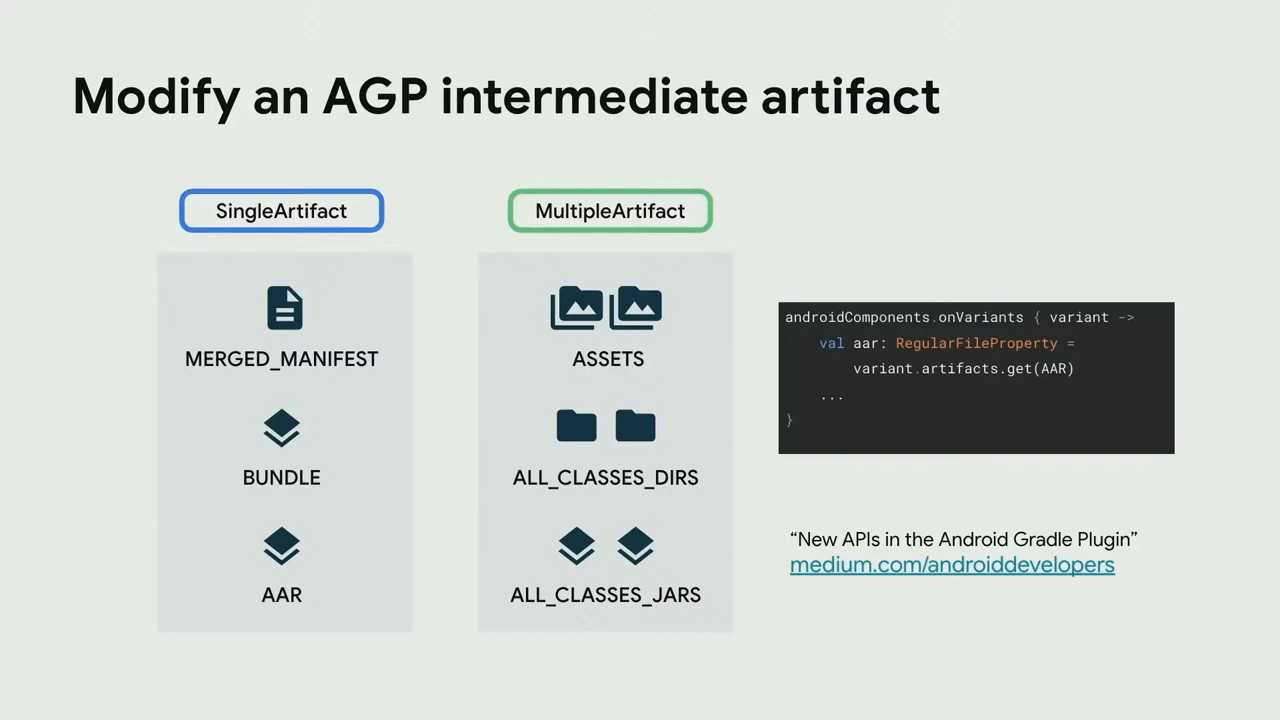 Modify an AGP intermediate artifact
SingleArtifact
MERGED_MANIFEST
BUNDLE
AAR
MultipleArtifact
ASSETS
ALL_CLASSES_DIRS
ALL_CLASSES_JARS
androidComponents.onVariants { variant ->
    val aar: RegularFileProperty =
        variant.artifacts.get(AAR)
    ...
}
“New APIs in the Android Gradle Plugin”
medium.com/androiddevelopers